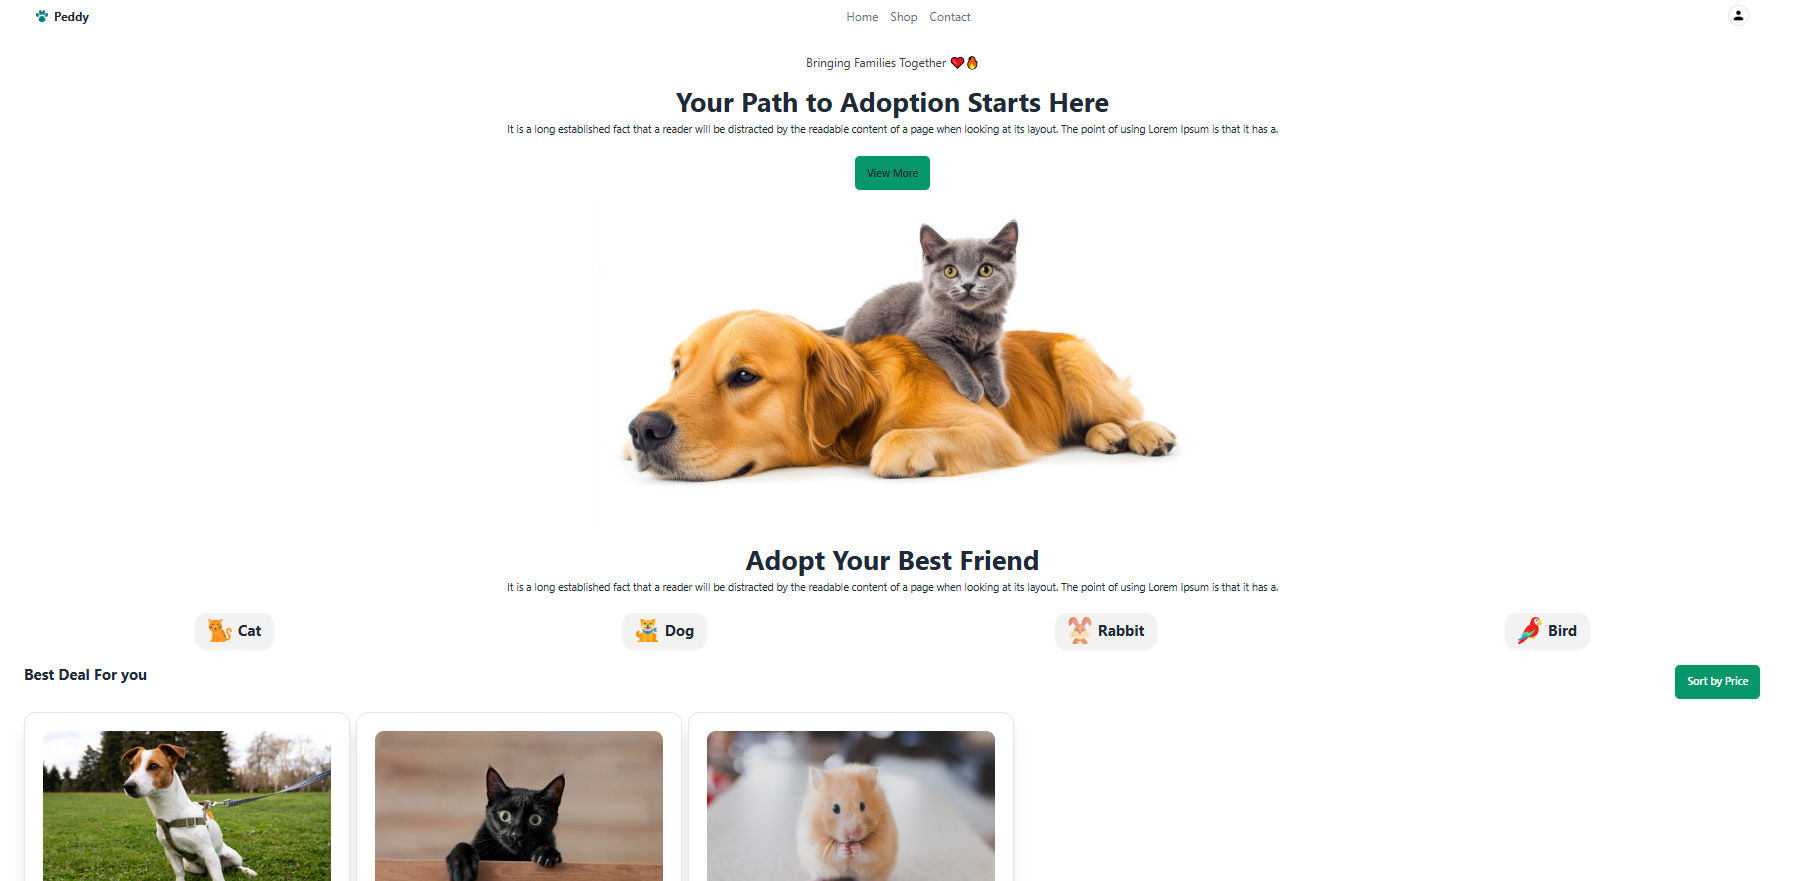 Peddy
Home Shop Contact
Bringing Families Together ❤️🔥
Your Path to Adoption Starts Here
It is a long established fact that a reader will be distracted by the readable content of a page when looking at its layout. The point of using Lorem Ipsum is that it has a.
View More
Adopt Your Best Friend
It is a long established fact that a reader will be distracted by the readable content of a page when looking at its layout. The point of using Lorem Ipsum is that it has a.
Cat Dog Rabbit Bird
Best Deal For you
Sort by Price